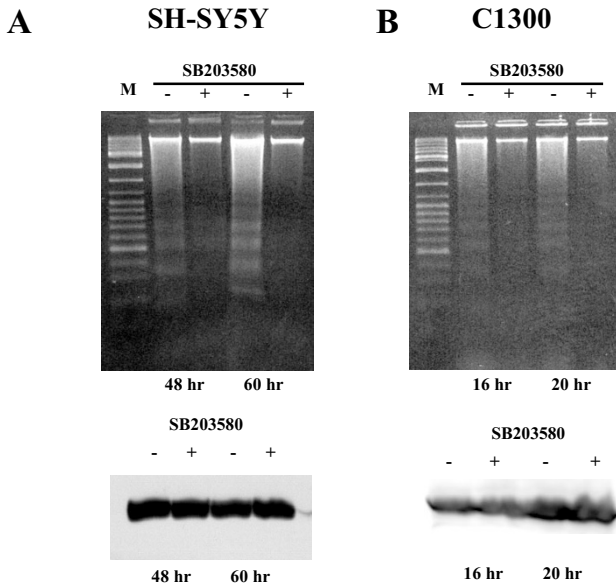 A SH-SY5Y B C1300
SB203580 SB203580
M - + - + M - + - +
48 hr 60 hr 16 hr 20 hr
SB203580 SB203580
- + - + - + - +
48 hr 60 hr 16 hr 20 hr